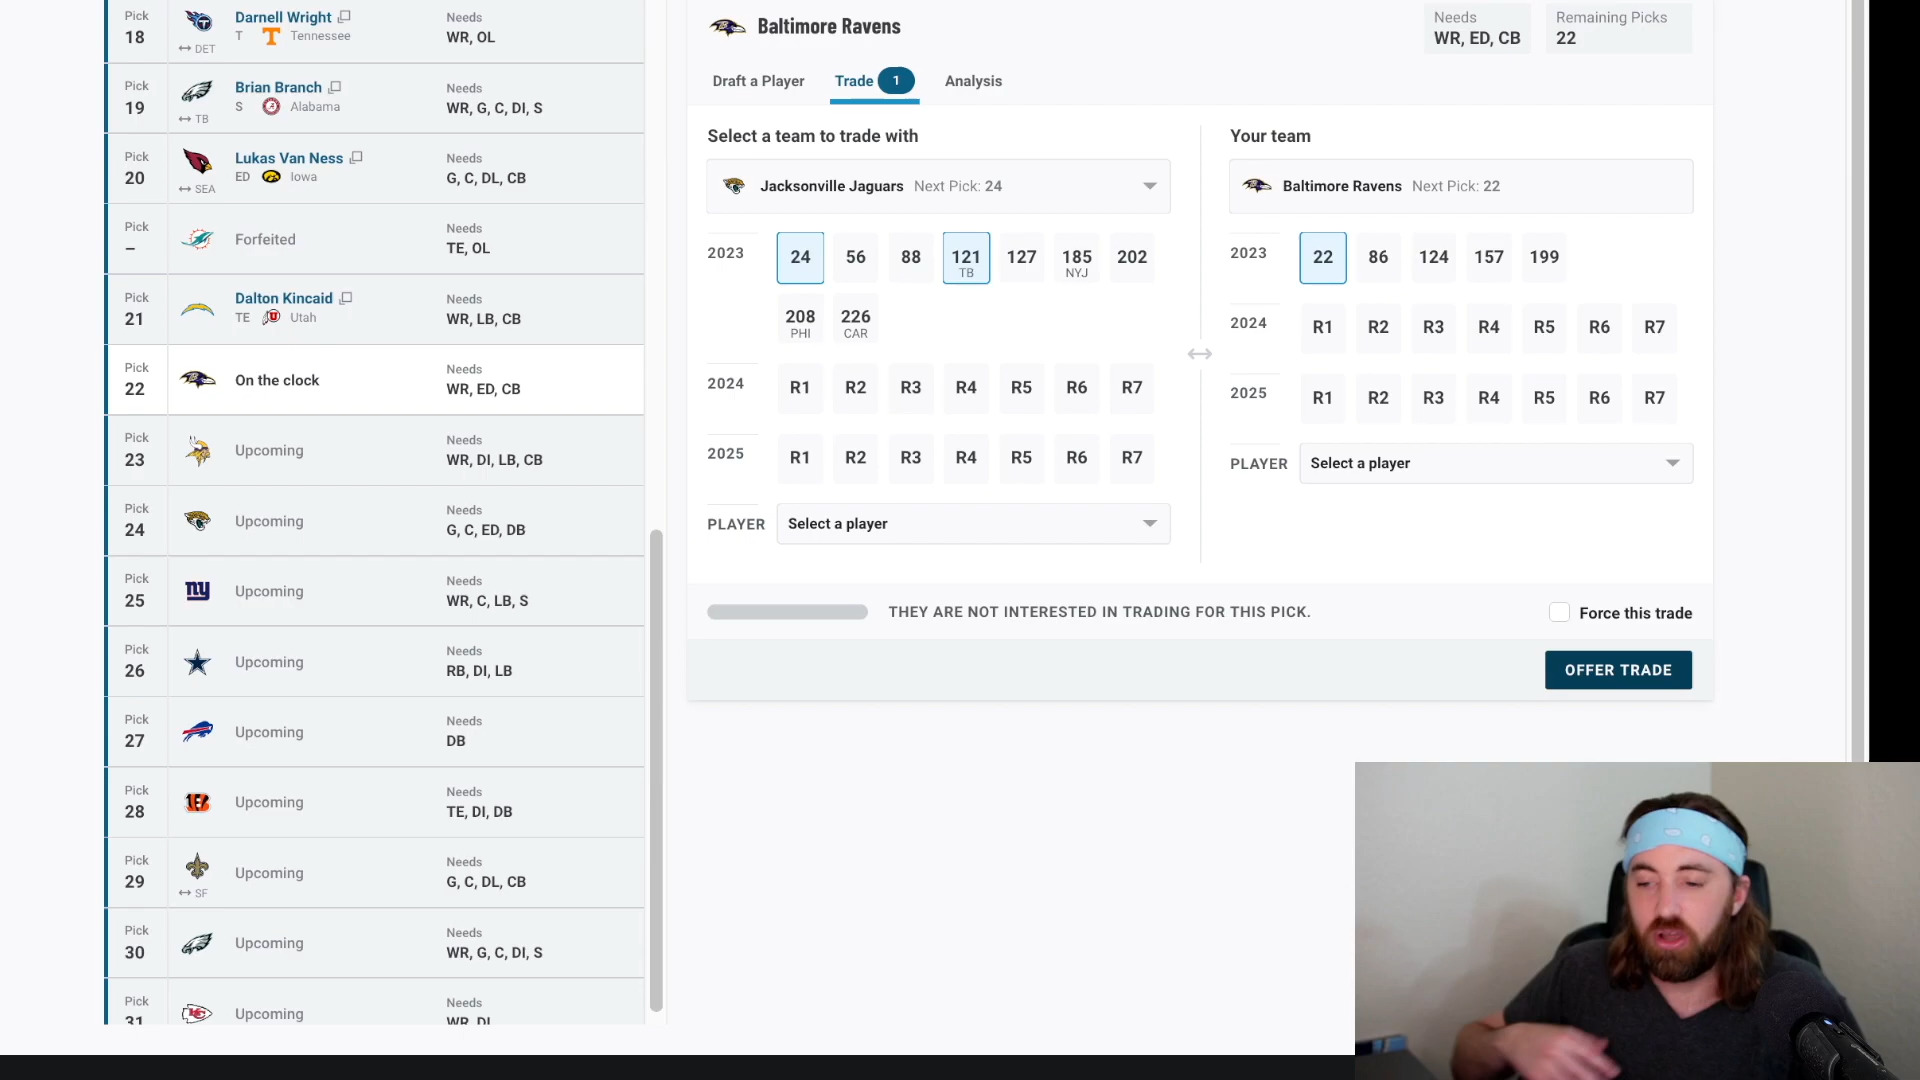 Pick
18
DET
Darnell Wright
T Tennessee
Needs
WR, OL
Pick
19
TB
Brian Branch
S Alabama
Needs
WR, G, C, DI, S
Pick
20
SEA
Lukas Van Ness
ED Iowa
Needs
G, C, DL, CB
Pick
–
Forfeited
Needs
TE, OL
Pick
21
Dalton Kincaid
TE Utah
Needs
WR, LB, CB
Pick
22
On the clock
Needs
WR, ED, CB
Pick
23
Upcoming
Needs
WR, DI, LB, CB
Pick
24
Upcoming
Needs
G, C, ED, DB
Pick
25
ny
Upcoming
Needs
WR, C, LB, S
Pick
26
Upcoming
Needs
RB, DI, LB
Pick
27
Upcoming
Needs
DB
Pick
28
Upcoming
Needs
TE, DI, DB
Pick
29
SF
Upcoming
Needs
G, C, DL, CB
Pick
30
Upcoming
Needs
WR, G, C, DI, S
Pick
31
Upcoming
Needs
WR, DI
Baltimore Ravens
Needs
WR, ED, CB
Remaining Picks
22
Draft a Player Trade 1 Analysis
Select a team to trade with
Jacksonville Jaguars Next Pick: 24
2023 24 56 88 121 127 185 202
TB NYJ
208 226
PHI CAR
2024 R1 R2 R3 R4 R5 R6 R7
2025 R1 R2 R3 R4 R5 R6 R7
PLAYER Select a player
Your team
Baltimore Ravens Next Pick: 22
2023 22 86 124 157 199
2024 R1 R2 R3 R4 R5 R6 R7
2025 R1 R2 R3 R4 R5 R6 R7
PLAYER Select a player
THEY ARE NOT INTERESTED IN TRADING FOR THIS PICK.
Force this trade
OFFER TRADE